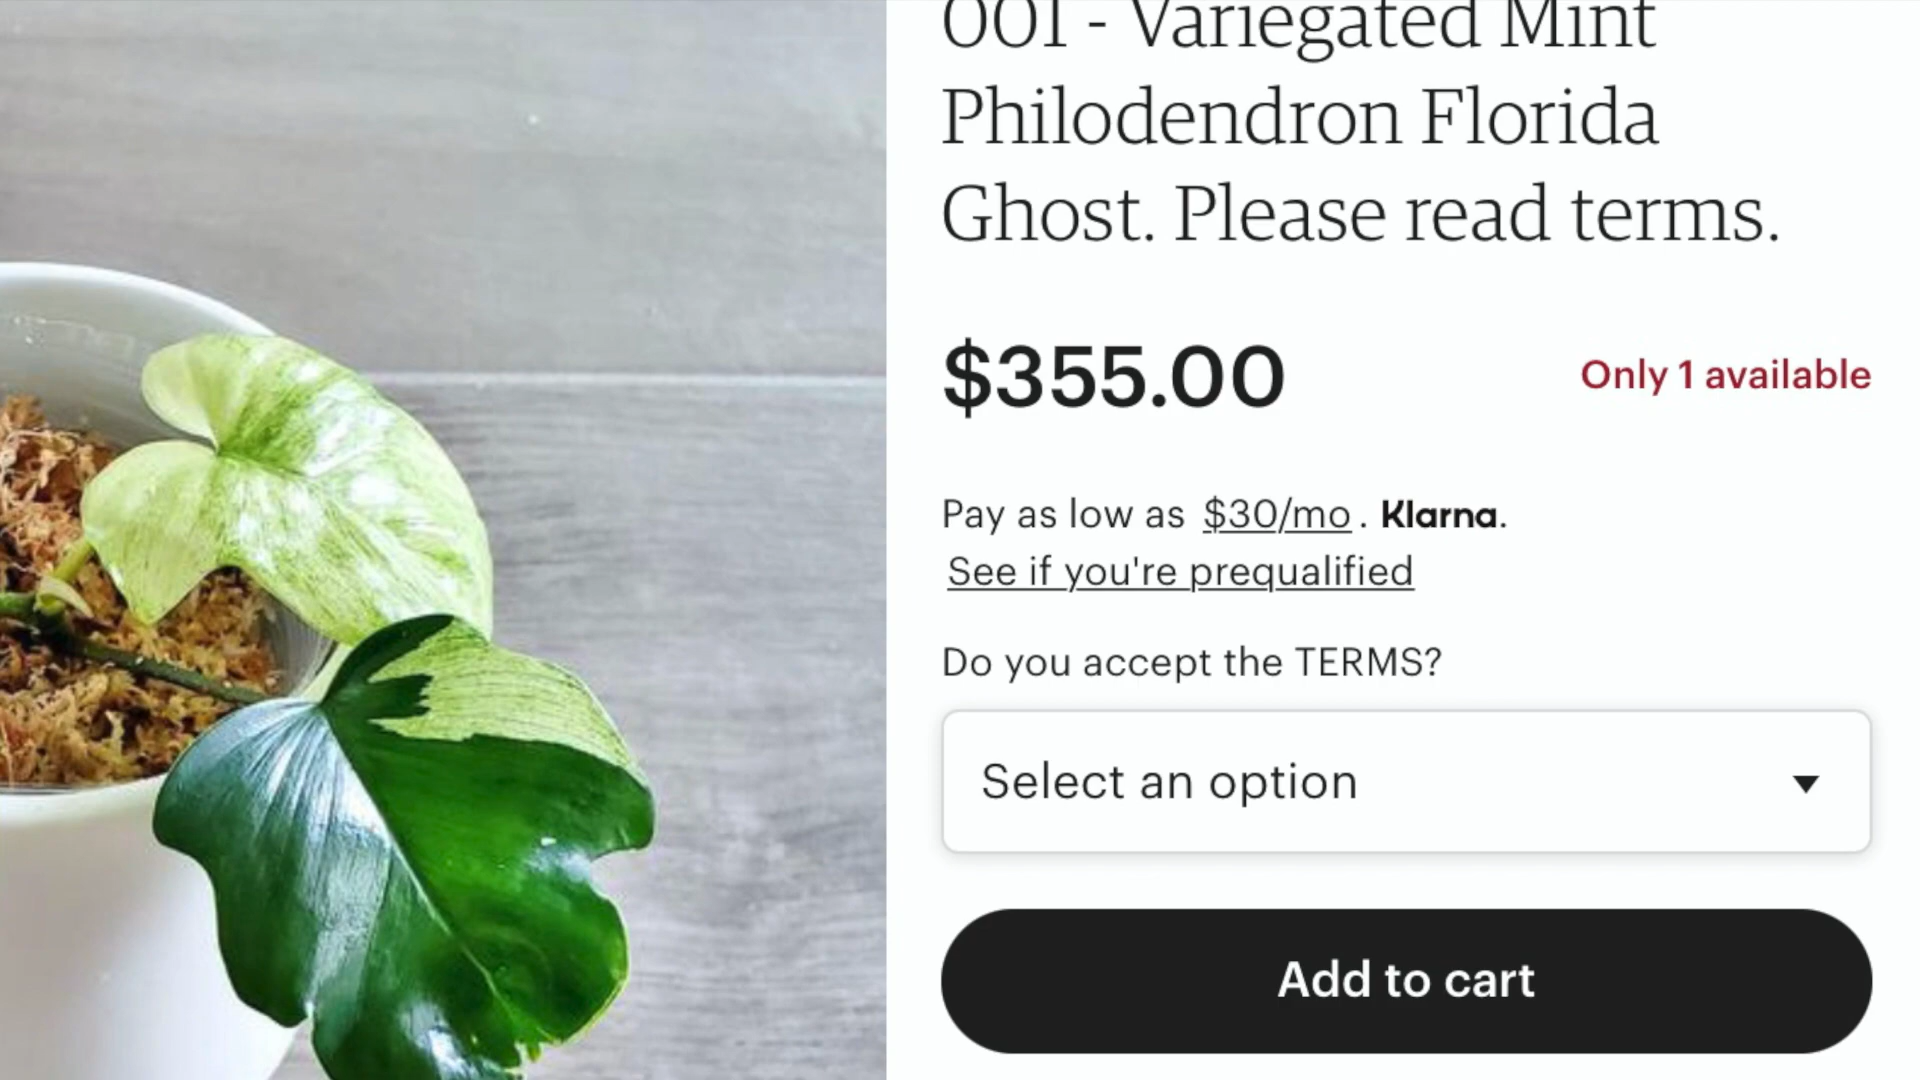 001 - Variegated Mint
Philodendron Florida
Ghost. Please read terms.
$355.00
Only 1 available
Pay as low as $30/mo. Klarna.
See if you're prequalified
Do you accept the TERMS?
Select an option
Add to cart